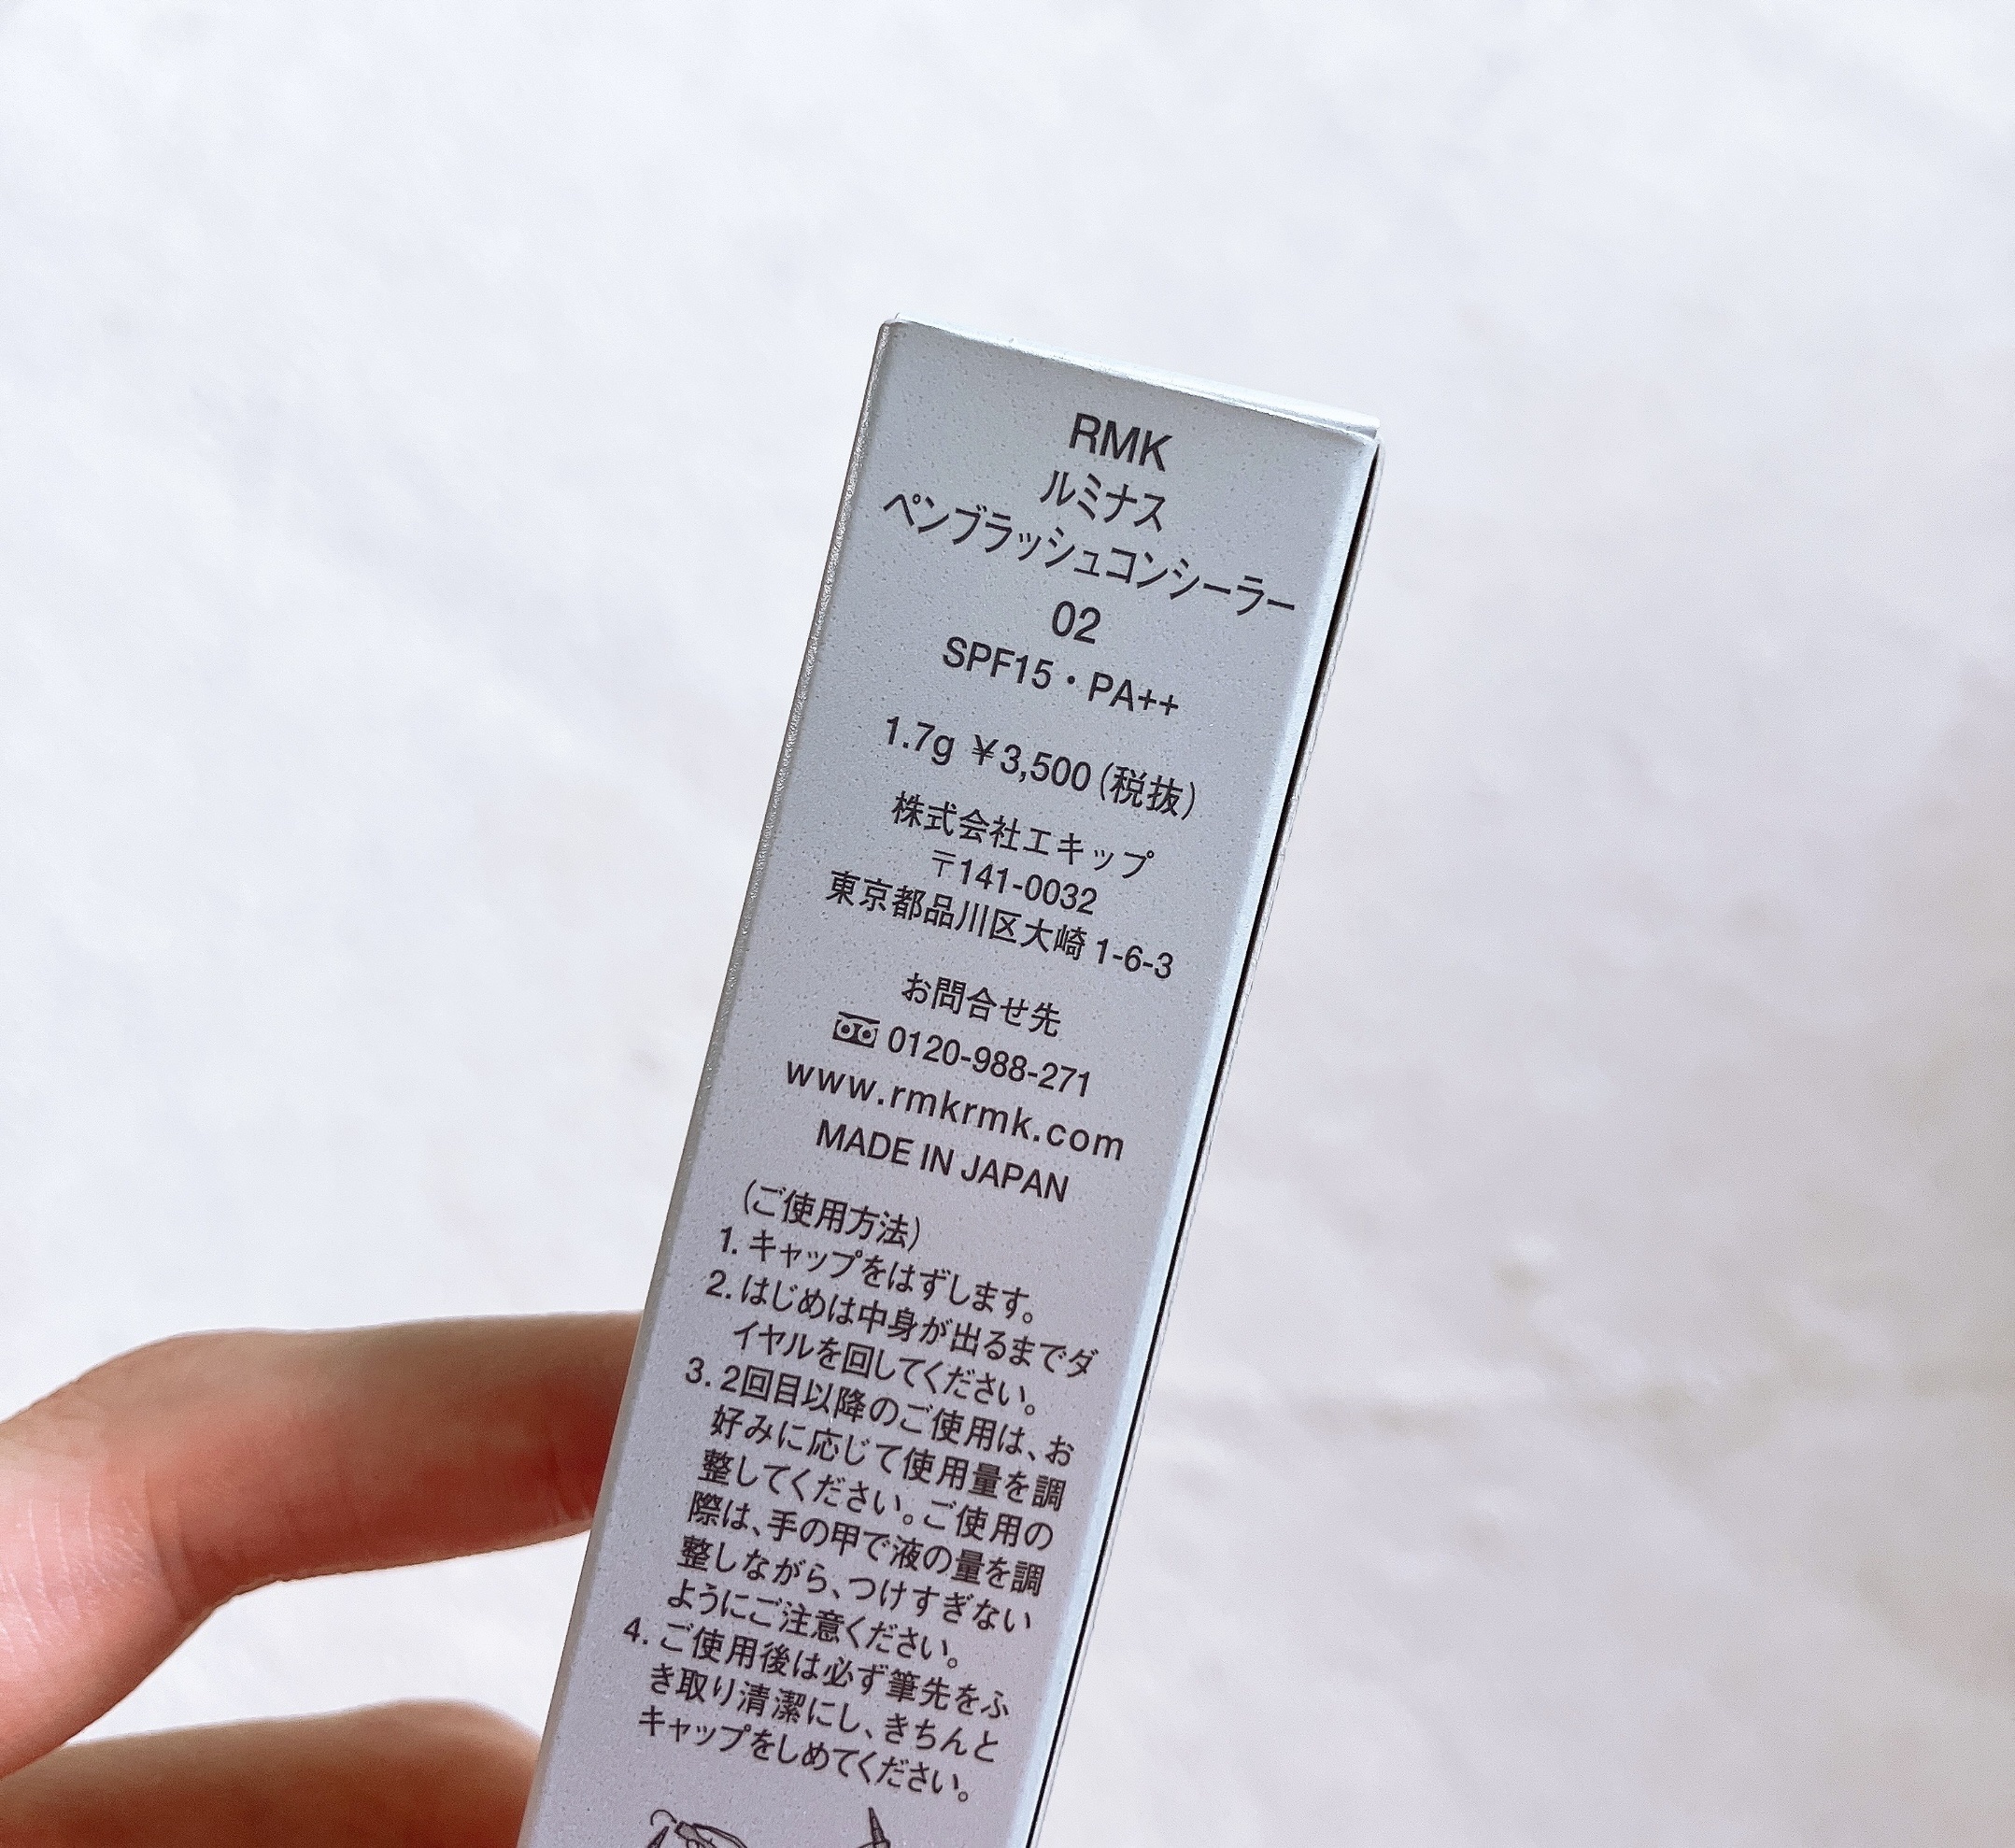 RMK
ルミナス
ペンブラッシュコンシーラー
02
SPF15・PA++
1.7g ¥3,500(税抜)
株式会社エキップ
〒141-0032
東京都品川区大崎 1-6-3
お問合せ先
0120-988-271
www.rmkrmk.com
MADE IN JAPAN
(ご使用方法)
1. キャップをはずします。
2. はじめは中身が出るまでダ
イヤルを回してください。
3. 2回目以降のご使用は、お
好みに応じて使用量を調
整してください。ご使用の
際は、手の甲で液の量を調
整しながら、つけすぎない
ようにご注意ください。
4. ご使用後は必ず筆先をふ
き取り清潔にし、きちんと
キャップをしめてください。